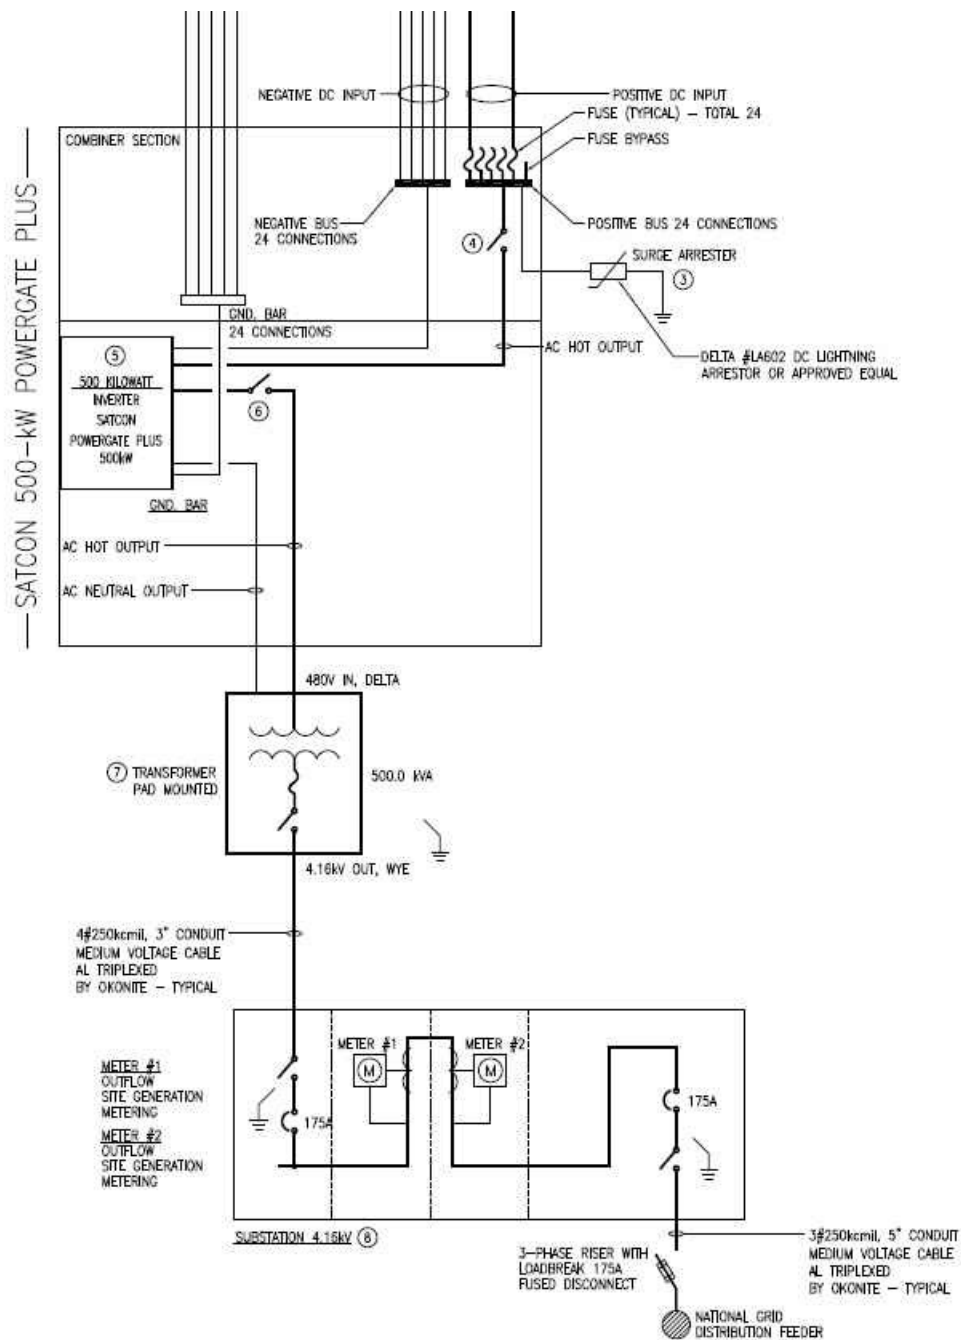 SATCON 500-kW POWERGATE PLUS
NEGATIVE DC INPUT
POSITIVE DC INPUT
FUSE (TYPICAL) - TOTAL 24
FUSE BYPASS
COMBINER SECTION
NEGATIVE BUS
24 CONNECTIONS
POSITIVE BUS 24 CONNECTIONS
4
SURGE ARRESTER
3
GND. BAR
24 CONNECTIONS
AC HOT OUTPUT
DELTA #LA602 DC LIGHTNING
ARRESTOR OR APPROVED EQUAL
5
500 KILOWATT
INVERTER
SATCON
POWERGATE PLUS
500kW
6
GND. BAR
AC HOT OUTPUT
AC NEUTRAL OUTPUT
480V IN, DELTA
7 TRANSFORMER
PAD MOUNTED
500.0 kVA
4.16kV OUT, WYE
4#250kcmil, 3" CONDUIT
MEDIUM VOLTAGE CABLE
AL TRIPLEXED
BY OKONITE - TYPICAL
METER #1
METER #2
M
M
METER #1
OUTFLOW
SITE GENERATION
METERING
METER #2
OUTFLOW
SITE GENERATION
METERING
175A
175A
SUBSTATION 4.16kV 8
3-PHASE RISER WITH
LOADBREAK 175A
FUSED DISCONNECT
3#250kcmil, 5" CONDUIT
MEDIUM VOLTAGE CABLE
AL TRIPLEXED
BY OKONITE - TYPICAL
NATIONAL GRID
DISTRIBUTION FEEDER